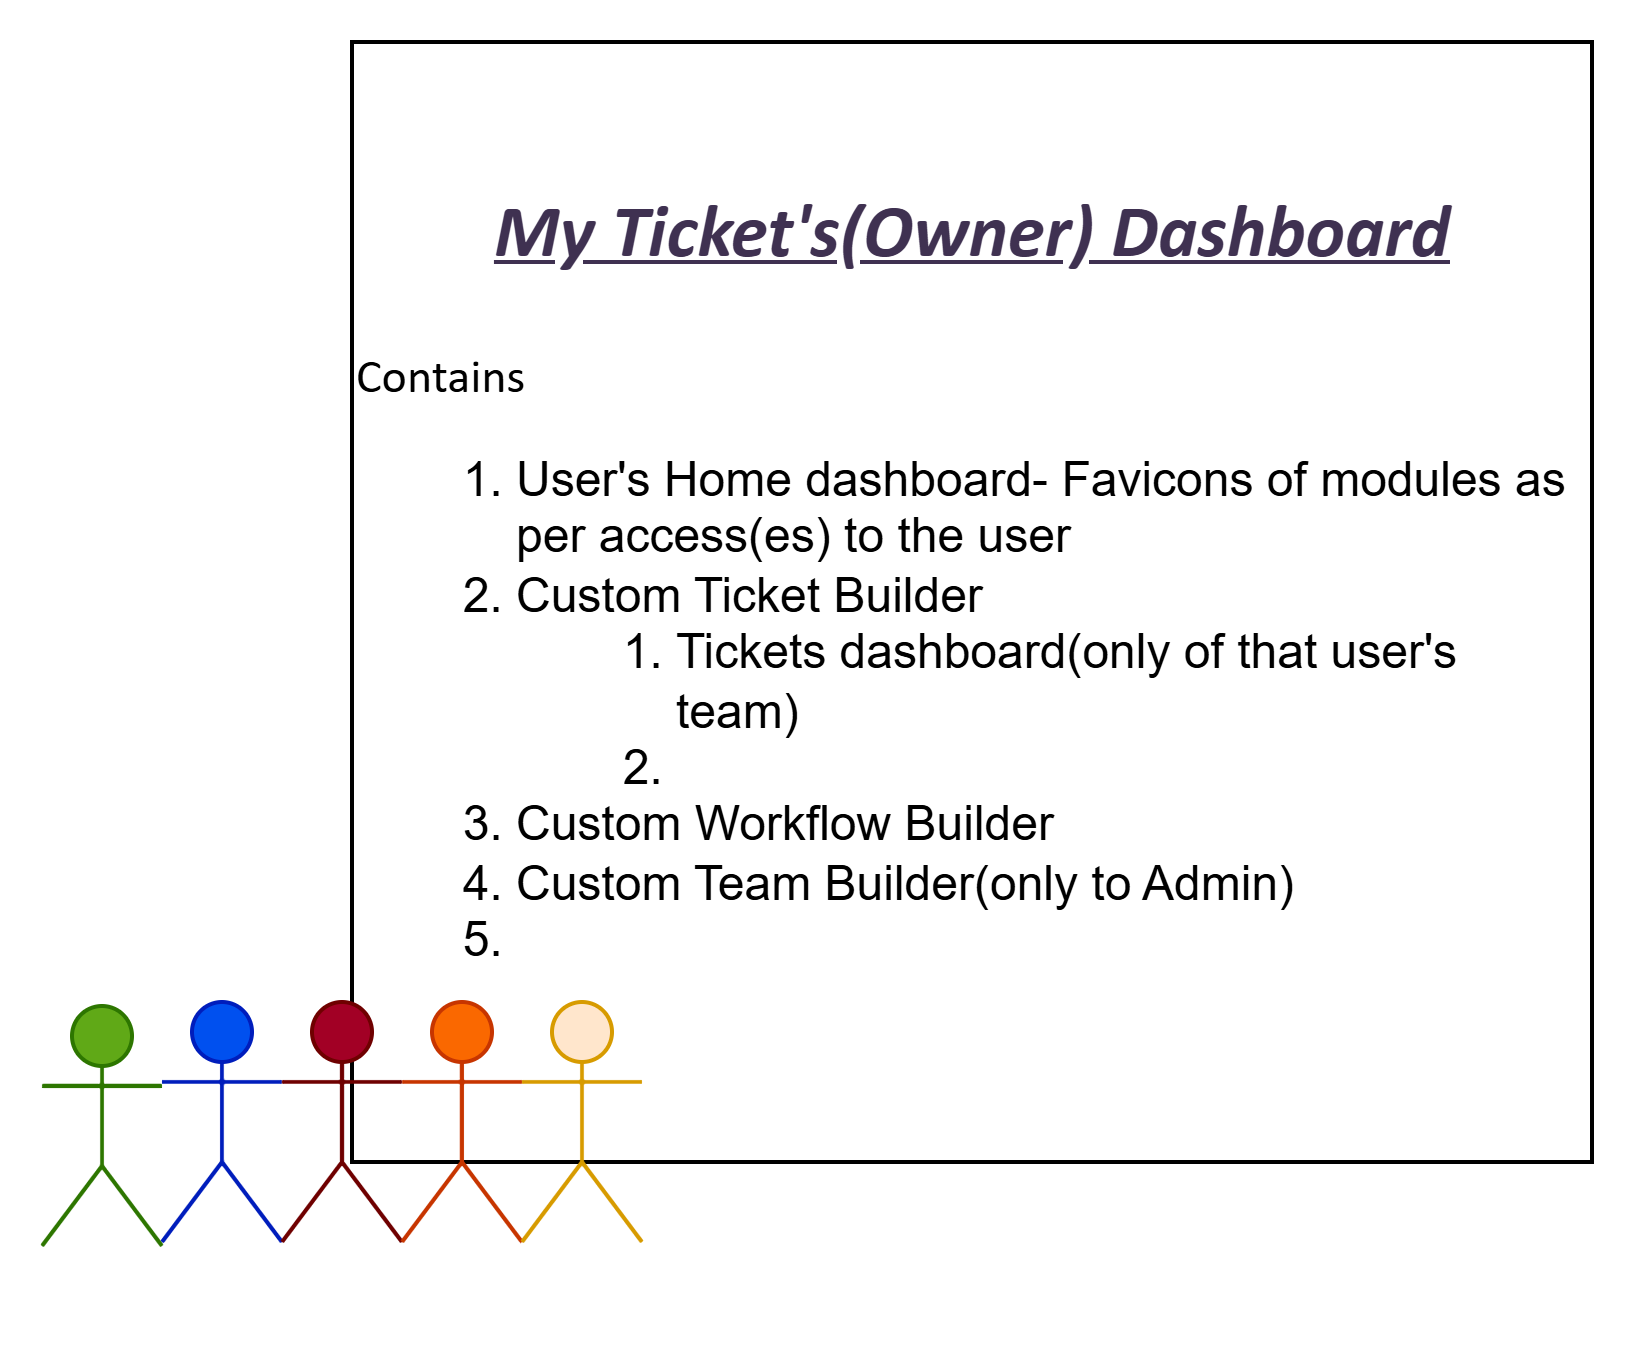 My Ticket's(Owner) Dashboard
Contains
1. User's Home dashboard- Favicons of modules as
per access(es) to the user
2. Custom Ticket Builder
1. Tickets dashboard(only of that user's
team)
2.
3. Custom Workflow Builder
4. Custom Team Builder(only to Admin)
5.